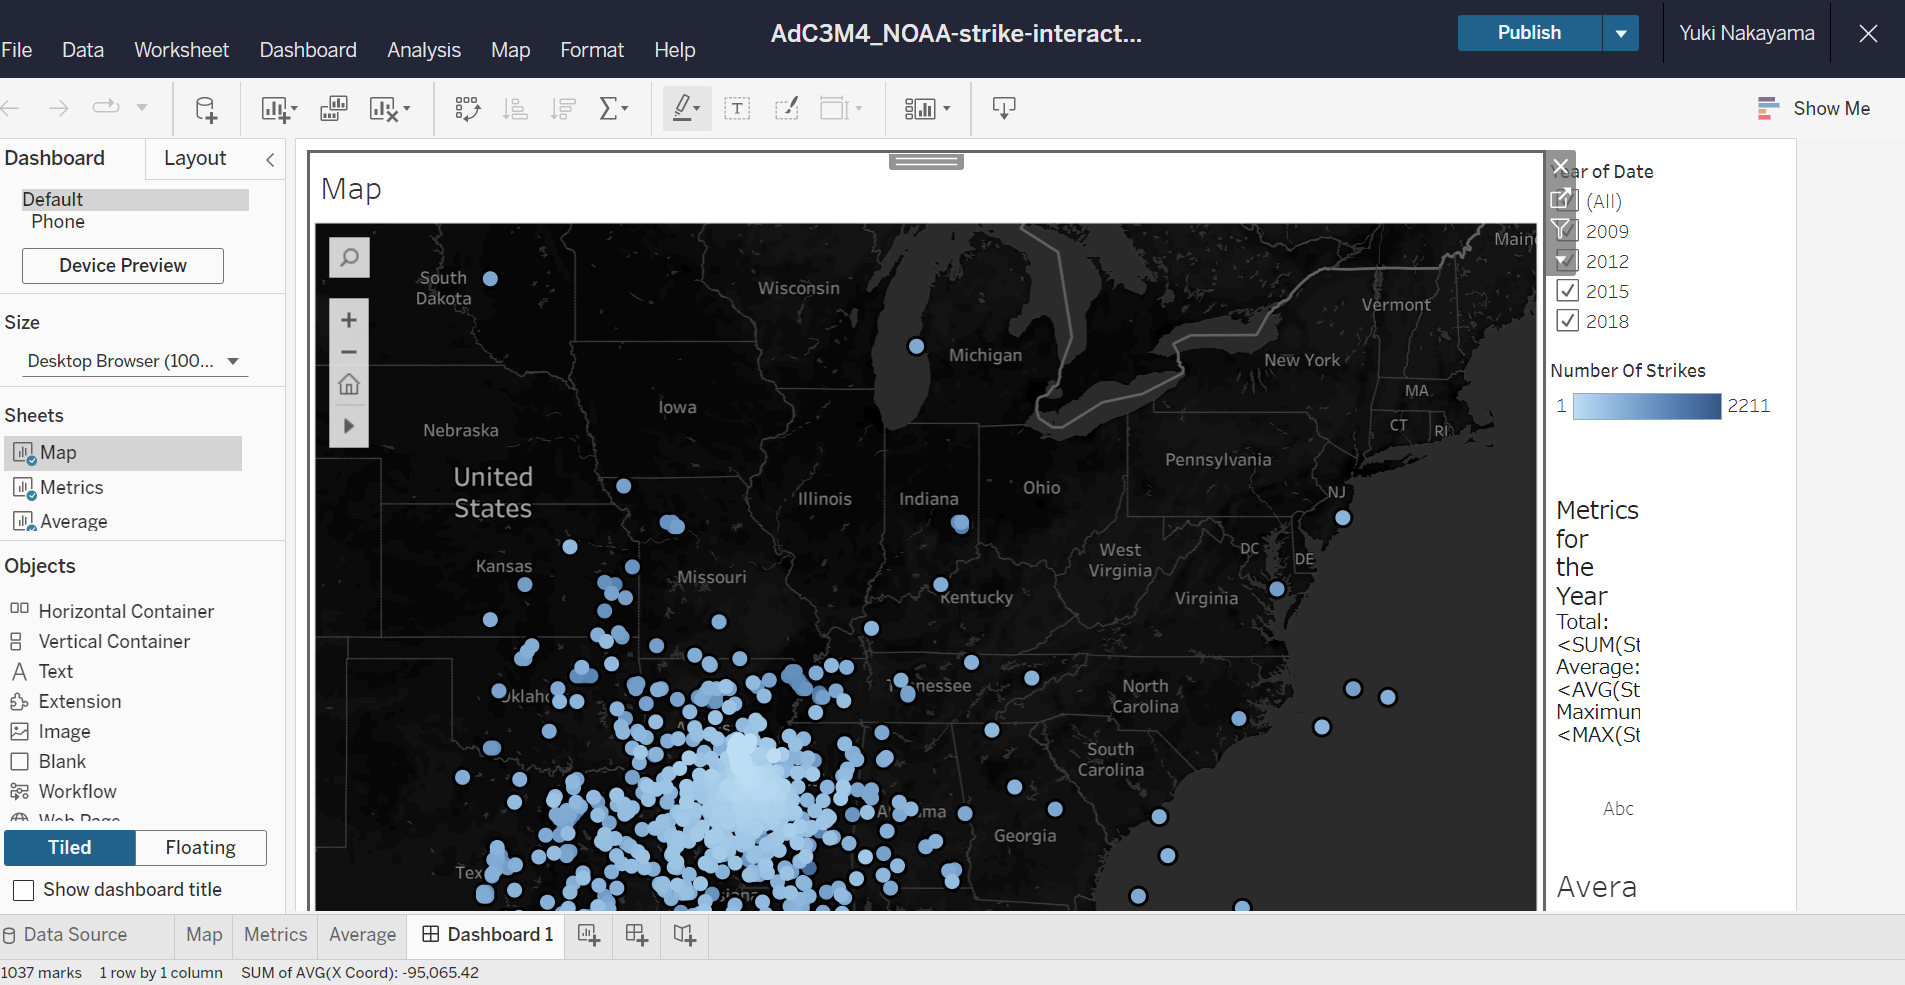 AdC3M4_NOAA-strike-interact...
Publish
Yuki Nakayama
File Data Worksheet Dashboard Analysis Map Format Help
Show Me
Dashboard
Layout
Default
Phone
Device Preview
Size
Desktop Browser (100...
Sheets
Map
Metrics
Average
Objects
Horizontal Container
Vertical Container
Text
Extension
Image
Blank
Workflow
Web Page
Tiled
Floating
Show dashboard title
Map
South
Dakota
Wisconsin
Michigan
Vermont
New York
MA
CT
RI
Iowa
Nebraska
United
States
Illinois
Indiana
Ohio
Pennsylvania
NJ
Kansas
Missouri
West
Virginia
DC
DE
Kentucky
Virginia
North
Carolina
South
Carolina
Georgia
Year of Date
(All)
2009
2012
2015
2018
Number Of Strikes
1
2211
Metrics
for
the
Year
Total:
<SUM(St
Average:
<AVG(St
<MAX(St
Abc
Avera
Data Source
Map
Metrics
Average
Dashboard 1
1037 marks
1 row by 1 column
SUM of AVG(X Coord): -95,065.42